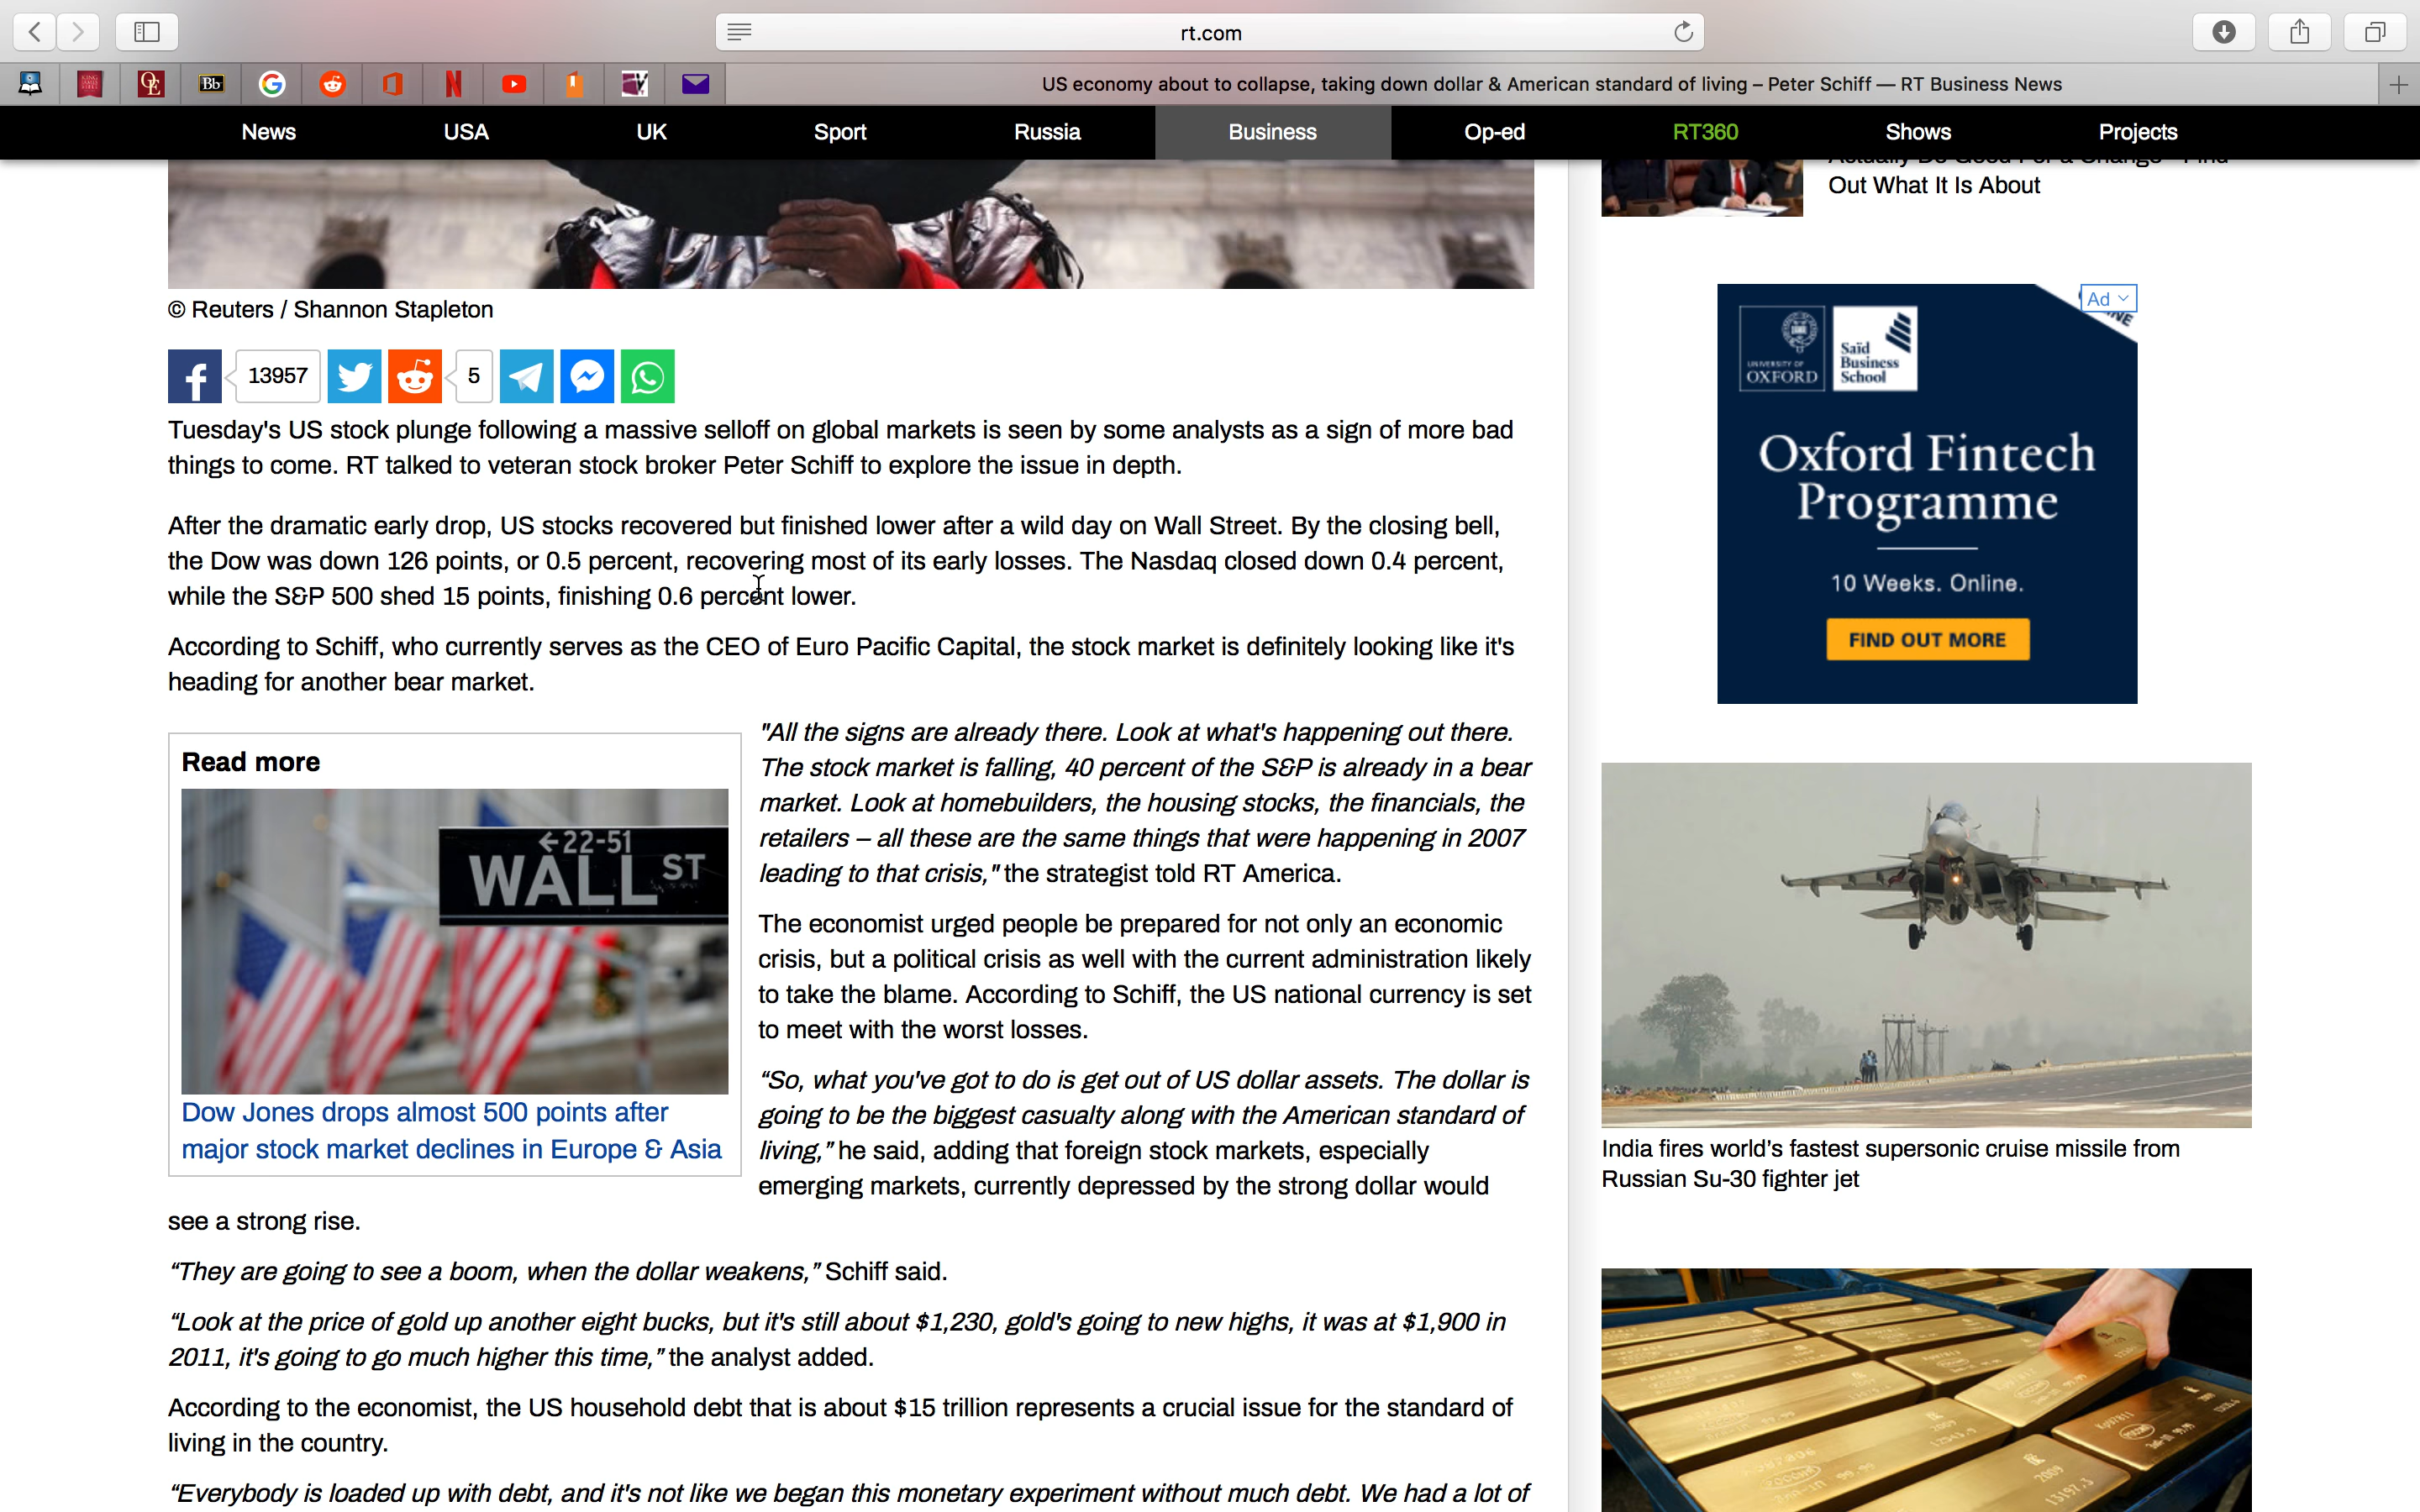 rt.com
Bb
US economy about to collapse, taking down dollar & American standard of living – Peter Schiff — RT Business News
News USA UK Sport Russia Business Op-ed RT360 Shows Projects
© Reuters / Shannon Stapleton
13957
5
Tuesday's US stock plunge following a massive selloff on global markets is seen by some analysts as a sign of more bad
things to come. RT talked to veteran stock broker Peter Schiff to explore the issue in depth.
After the dramatic early drop, US stocks recovered but finished lower after a wild day on Wall Street. By the closing bell,
the Dow was down 126 points, or 0.5 percent, recovering most of its early losses. The Nasdaq closed down 0.4 percent,
while the S&P 500 shed 15 points, finishing 0.6 percent lower.
According to Schiff, who currently serves as the CEO of Euro Pacific Capital, the stock market is definitely looking like it's
heading for another bear market.
Read more
←22-51
WALL ST
Dow Jones drops almost 500 points after
major stock market declines in Europe & Asia
"All the signs are already there. Look at what's happening out there.
The stock market is falling, 40 percent of the S&P is already in a bear
market. Look at homebuilders, the housing stocks, the financials, the
retailers – all these are the same things that were happening in 2007
leading to that crisis," the strategist told RT America.
The economist urged people be prepared for not only an economic
crisis, but a political crisis as well with the current administration likely
to take the blame. According to Schiff, the US national currency is set
to meet with the worst losses.
“So, what you've got to do is get out of US dollar assets. The dollar is
going to be the biggest casualty along with the American standard of
living,” he said, adding that foreign stock markets, especially
emerging markets, currently depressed by the strong dollar would
see a strong rise.
“They are going to see a boom, when the dollar weakens,” Schiff said.
“Look at the price of gold up another eight bucks, but it's still about $1,230, gold's going to new highs, it was at $1,900 in
2011, it's going to go much higher this time,” the analyst added.
According to the economist, the US household debt that is about $15 trillion represents a crucial issue for the standard of
living in the country.
“Everybody is loaded up with debt, and it's not like we began this monetary experiment without much debt. We had a lot of
Actually Do Good For a Change - Find
Out What It Is About
Ad
UNIVERSITY OF
OXFORD
Saïd
Business
School
Oxford Fintech
Programme
10 Weeks. Online.
FIND OUT MORE
India fires world’s fastest supersonic cruise missile from
Russian Su-30 fighter jet